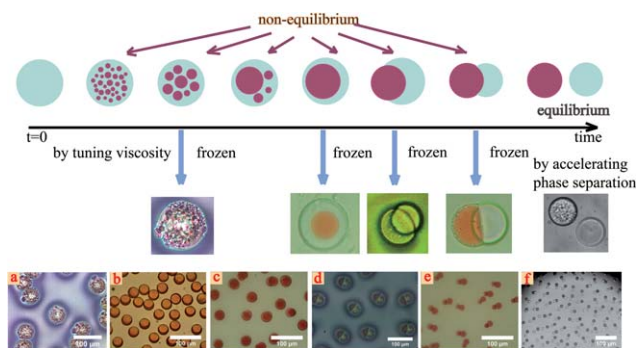 non-equilibrium
equilibrium
t=0
time
by tuning viscosity
frozen
frozen
frozen
frozen
by accelerating
phase separation
a
b
c
d
e
f
100 μm
100 μm
100 μm
100 μm